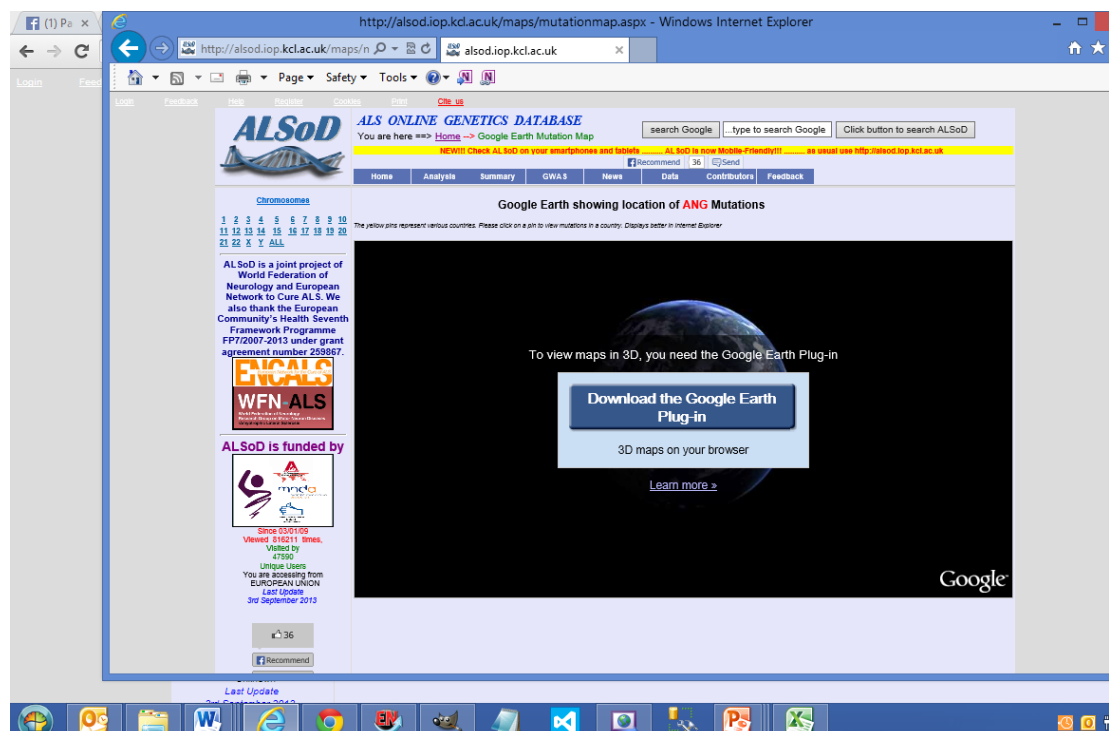 (1) Pa
http://alsod.iop.kcl.ac.uk/maps/mutationmap.aspx - Windows Internet Explorer
http://alsod.iop.kcl.ac.uk/maps/n
alsod.iop.kcl.ac.uk
Page Safety Tools
Login Feed
Login Feedback Help Register Cookies Print Cite us
ALSoD
ALS ONLINE GENETICS DATABASE
You are here ==> Home --> Google Earth Mutation Map
search Google ...type to search Google Click button to search ALSoD
NEW!!! Check ALSoD on your smartphones and tablets ......... ALSoD is now Mobile-Friendly!!! ......... as usual use http://alsod.iop.kcl.ac.uk
Recommend 36 Send
Home Analysis Summary GWAS News Data Contributors Feedback
Chromosomes
1 2 3 4 5 6 7 8 9 10
11 12 13 14 15 16 17 18 19 20
21 22 X Y ALL
Google Earth showing location of ANG Mutations
The yellow pins represent various countries. Please click on a pin to view mutations in a country. Displays better in Internet Explorer
ALSoD is a joint project of
World Federation of
Neurology and European
Network to Cure ALS. We
also thank the European
Community's Health Seventh
Framework Programme
FP7/2007-2013 under grant
agreement number 259867.
ENCALS
WFN-ALS
ALSoD is funded by
mnda
Since 03/01/09
Viewed 816211 times,
Visited by
47590
Unique Users
You are accessing from
EUROPEAN UNION
Last Update
3rd September 2013
36
Recommend
To view maps in 3D, you need the Google Earth Plug-in
Download the Google Earth
Plug-in
3D maps on your browser
Learn more »
Google
Last Update